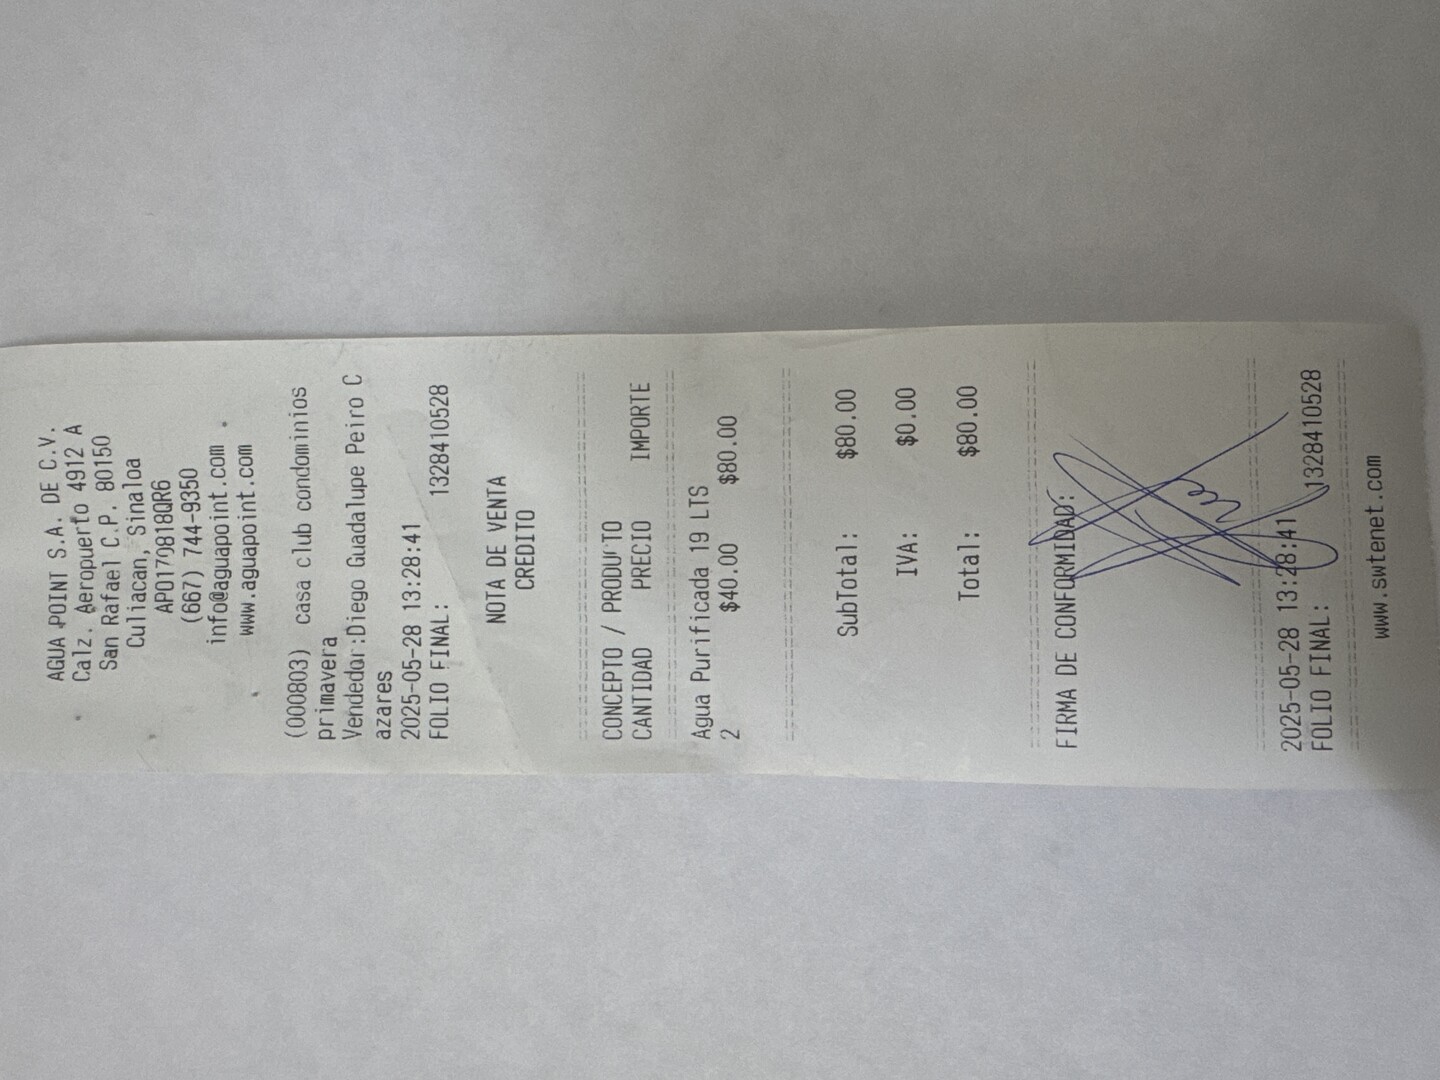 AGUA POINT S.A. DE C.V.
Calz. Aeropuerto 4912 A
San Rafael C.P. 80150
Culiacan, Sinaloa
APO170818QR6
(667) 744-9350
info@aguapoint.com
www.aguapoint.com
(000803) casa club condominios
primavera
Vendedor:Diego Guadalupe Peiro C
azares
2025-05-28 13:28:41
FOLIO FINAL: 1328410528
NOTA DE VENTA
CREDITO
CONCEPTO / PRODUCTO
CANTIDAD PRECIO IMPORTE
Agua Purificada 19 LTS
2 $40.00 $80.00
SubTotal: $80.00
IVA: $0.00
Total: $80.00
FIRMA DE CONFORMIDAD:
2025-05-28 13:28:41
FOLIO FINAL: 1328410528
www.swtenet.com